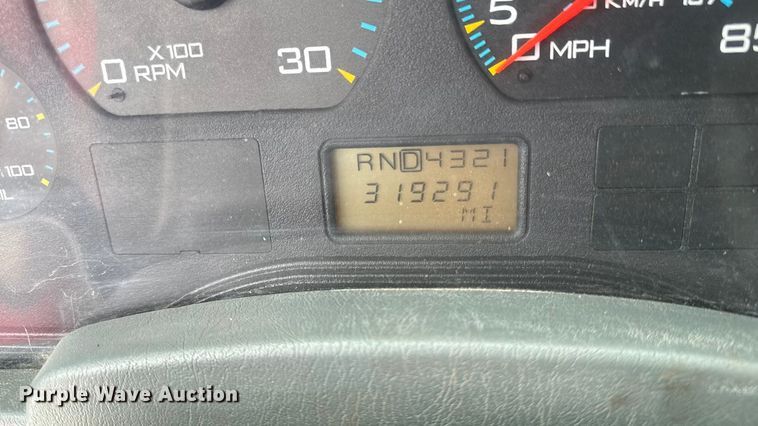 5
0 MPH
KM/H
85
X100
0 RPM
30
80
100
RND4321
319291
MI
Purple Wave Auction